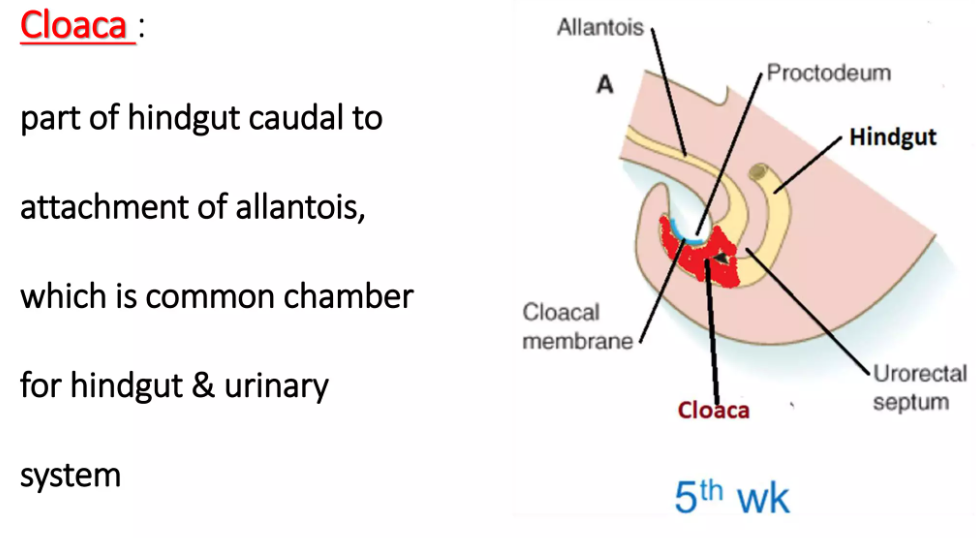 Cloaca :
part of hindgut caudal to
attachment of allantois,
which is common chamber
for hindgut & urinary
system
Allantois
A
Proctodeum
Hindgut
Cloacal
membrane
Cloaca
Urorectal
septum
5th wk